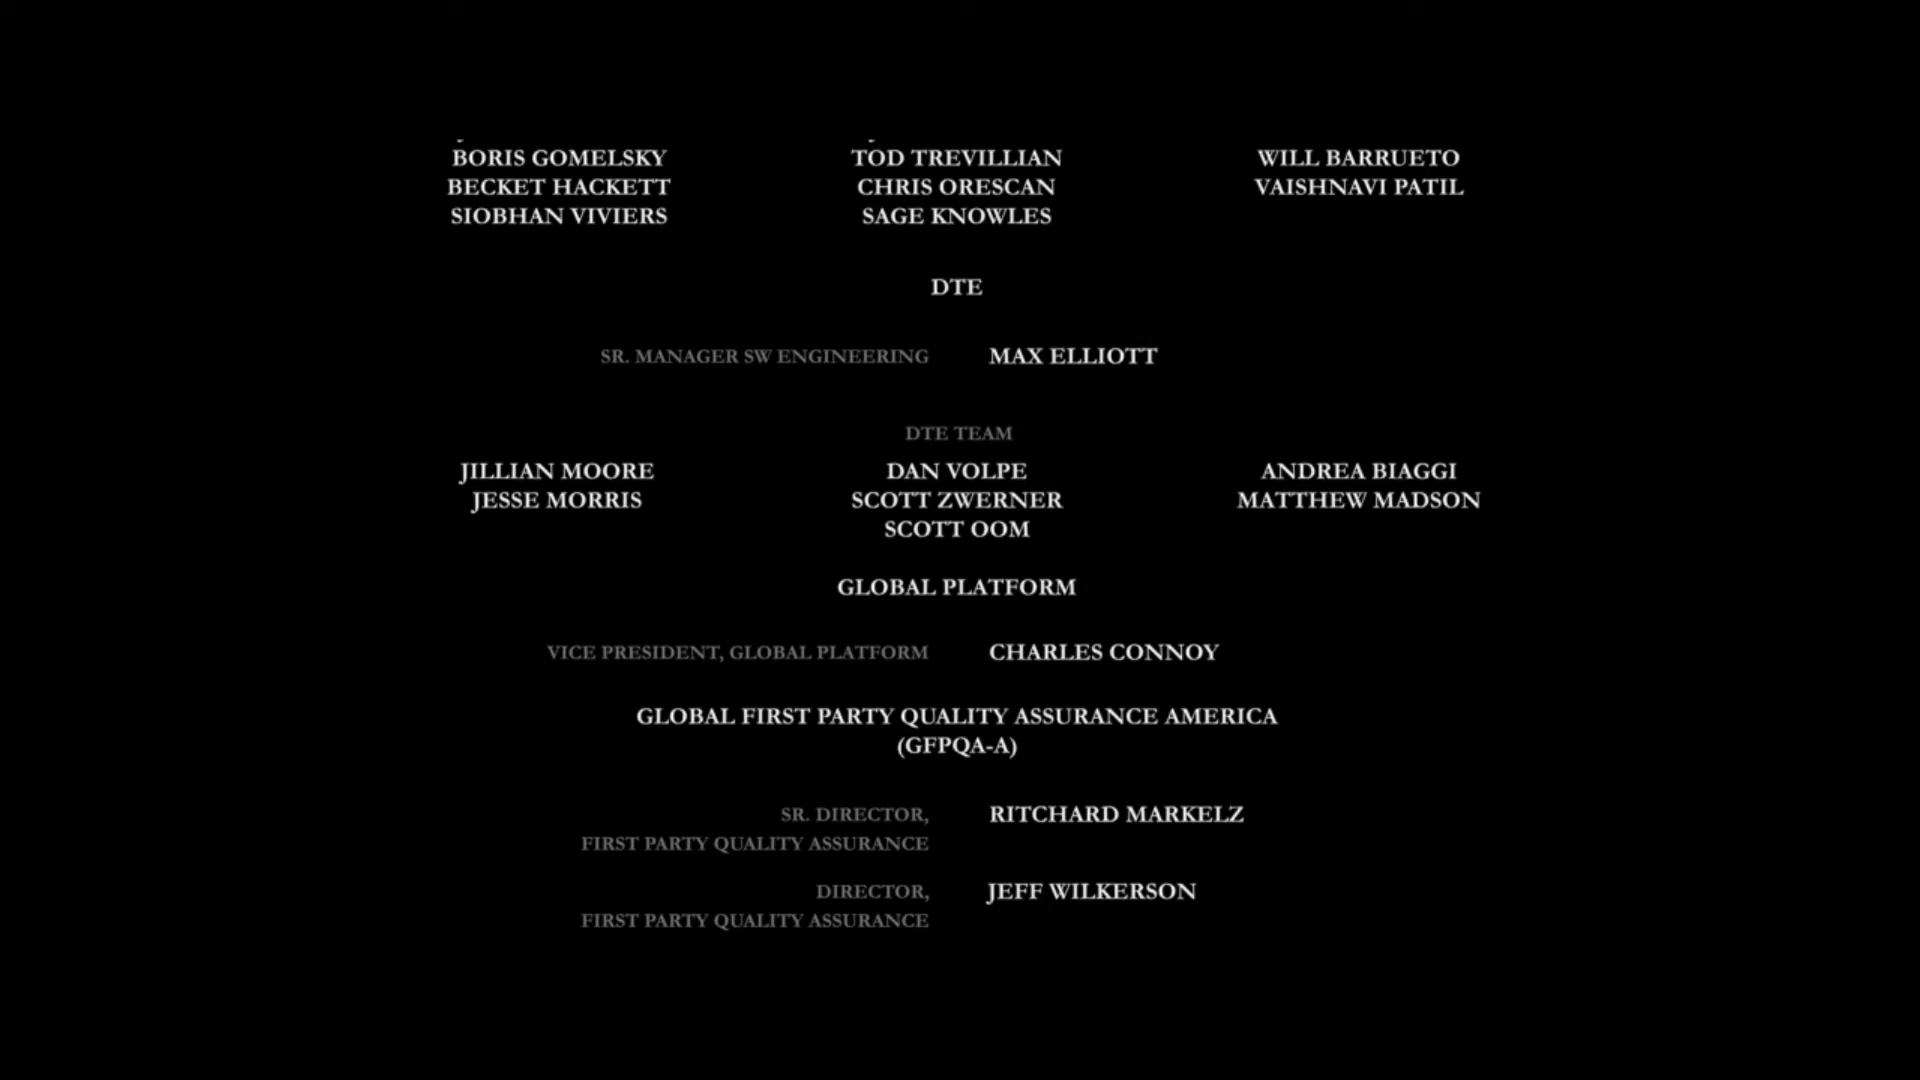 BORIS GOMELSKY TOD TREVILLIAN WILL BARRUETO
BECKET HACKETT CHRIS ORESCAN VAISHNAVI PATIL
SIOBHAN VIVIERS SAGE KNOWLES
DTE
SR. MANAGER SW ENGINEERING MAX ELLIOTT
DTE TEAM
JILLIAN MOORE DAN VOLPE ANDREA BIAGGI
JESSE MORRIS SCOTT ZWERNER MATTHEW MADSON
SCOTT OOM
GLOBAL PLATFORM
VICE PRESIDENT, GLOBAL PLATFORM CHARLES CONNOY
GLOBAL FIRST PARTY QUALITY ASSURANCE AMERICA
(GFPQA-A)
SR. DIRECTOR, RITCHARD MARKELZ
FIRST PARTY QUALITY ASSURANCE
DIRECTOR, JEFF WILKERSON
FIRST PARTY QUALITY ASSURANCE